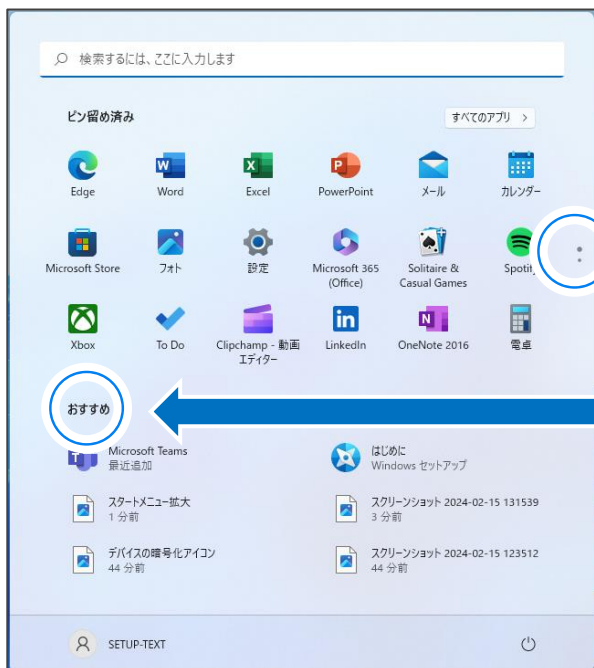 検索するには、ここに入力します
ピン留め済み
すべてのアプリ >
Edge
Word
Excel
PowerPoint
メール
カレンダー
Microsoft Store
フォト
設定
Microsoft 365
(Office)
Solitaire &
Casual Games
Spotify
Xbox
To Do
Clipchamp - 動画
エディター
LinkedIn
OneNote 2016
電卓
おすすめ
Microsoft Teams
最近追加
はじめに
Windows セットアップ
スタートメニュー拡大
1 分前
スクリーンショット 2024-02-15 131539
3 分前
デバイスの暗号化アイコン
44 分前
スクリーンショット 2024-02-15 123512
44 分前
SETUP-TEXT